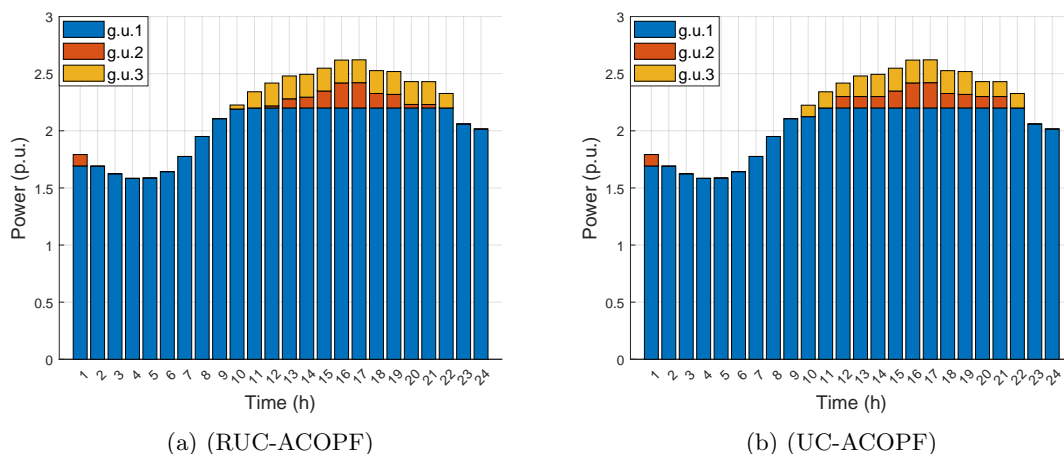 3
2.5
2
1.5
1
0.5
0
Power (p.u.)
g.u.1
g.u.2
g.u.3
1 2 3 4 5 6 7 8 9 10 11 12 13 14 15 16 17 18 19 20 21 22 23 24
Time (h)
(a) (RUC-ACOPF)
3
2.5
2
1.5
1
0.5
0
Power (p.u.)
g.u.1
g.u.2
g.u.3
1 2 3 4 5 6 7 8 9 10 11 12 13 14 15 16 17 18 19 20 21 22 23 24
Time (h)
(b) (UC-ACOPF)